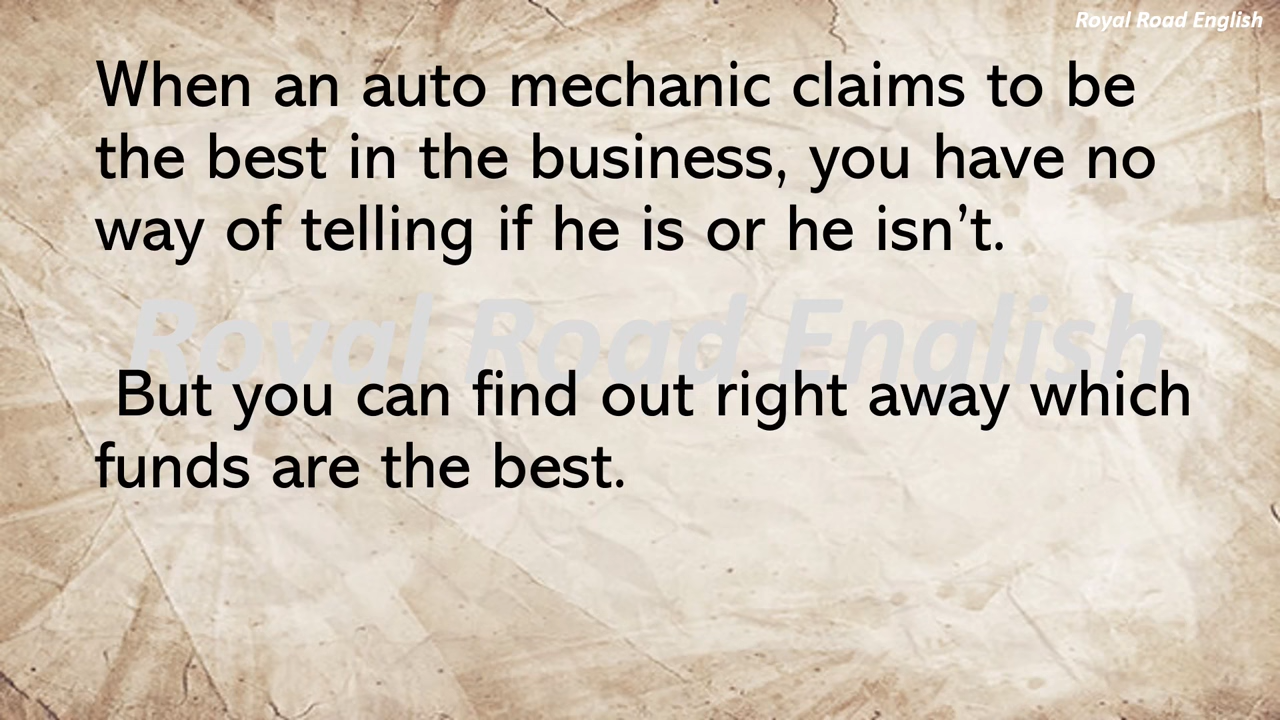 Royal Road English
When an auto mechanic claims to be
the best in the business, you have no
way of telling if he is or he isn’t.
Royal Road English
But you can find out right away which
funds are the best.